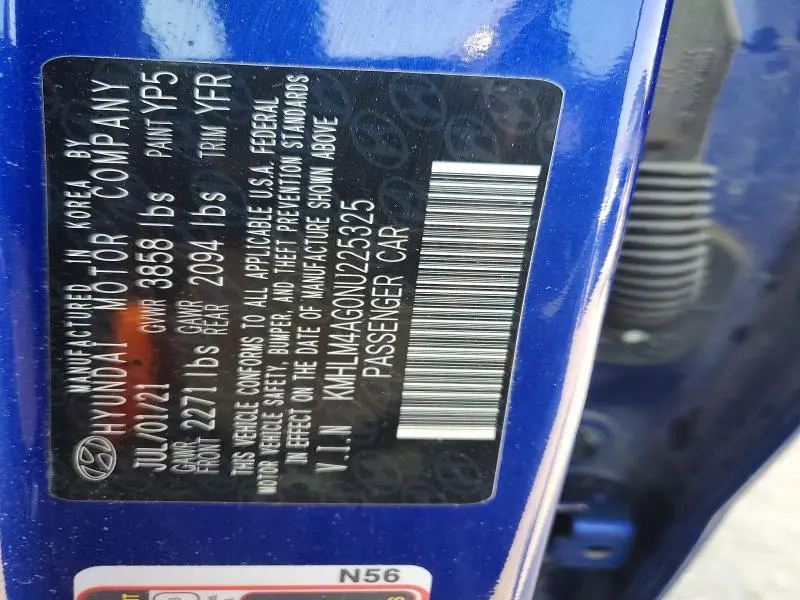 MANUFACTURED IN KOREA BY
HYUNDAI MOTOR COMPANY
JUL/01/21 GVWR 3858 lbs PAINT YP5
GAWR FRONT 2271 lbs GAWR REAR 2094 lbs TRIM YFR
THIS VEHICLE CONFORMS TO ALL APPLICABLE U.S.A. FEDERAL
MOTOR VEHICLE SAFETY, BUMPER, AND THEFT PREVENTION STANDARDS
IN EFFECT ON THE DATE OF MANUFACTURE SHOWN ABOVE
V.I.N KMHLM4AG0NU225325
PASSENGER CAR
N56